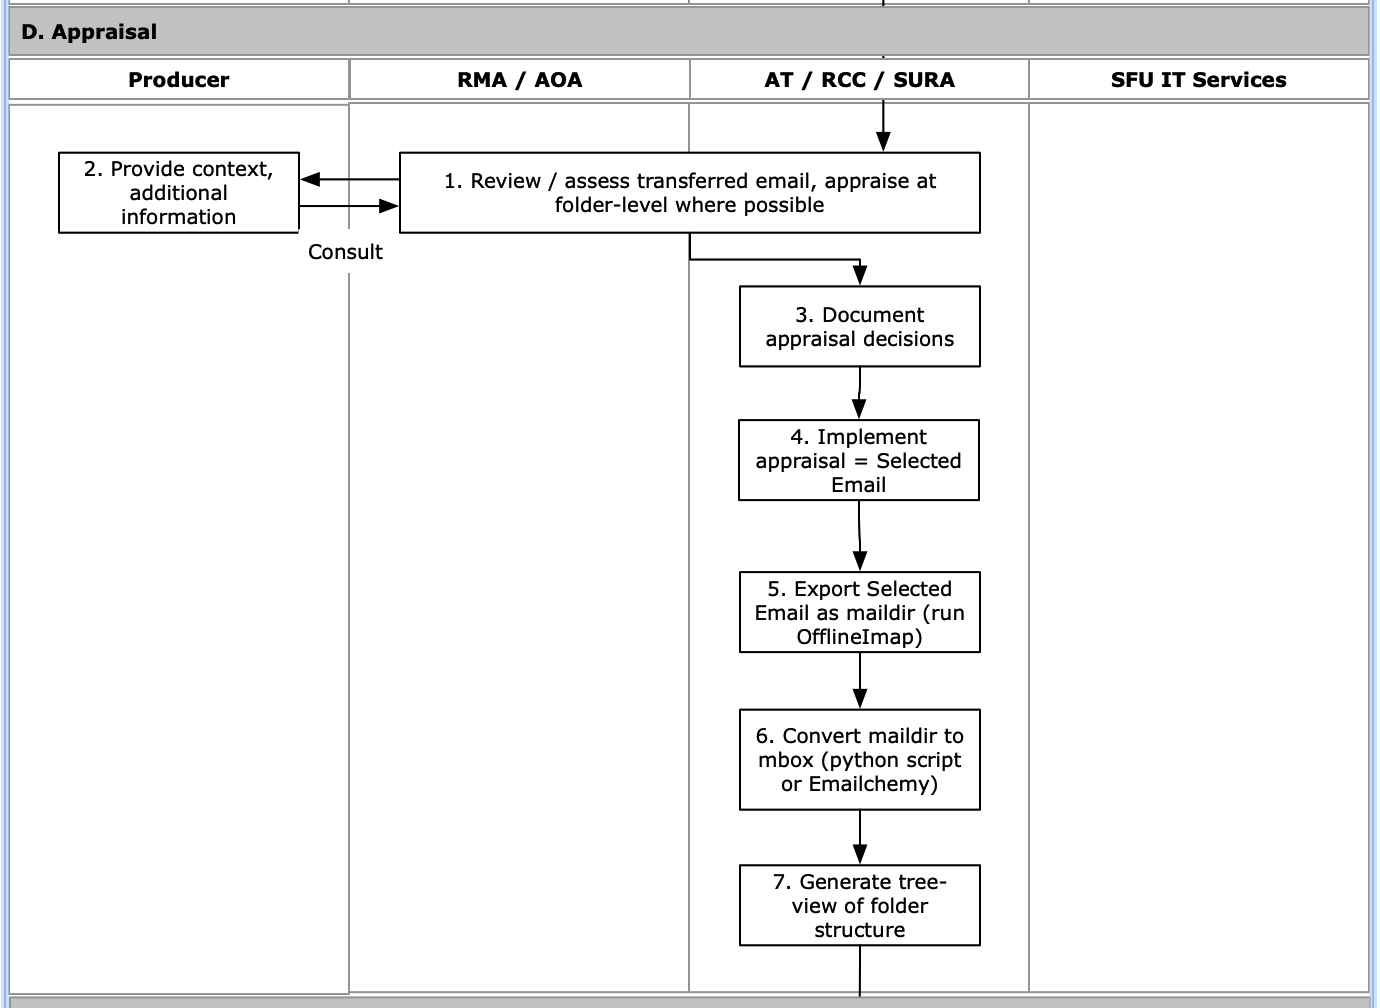 D. Appraisal
Producer
RMA / AOA
AT / RCC / SURA
SFU IT Services
2. Provide context,
additional
information
1. Review / assess transferred email, appraise at
folder-level where possible
Consult
3. Document
appraisal decisions
4. Implement
appraisal = Selected
Email
5. Export Selected
Email as maildir (run
OfflineImap)
6. Convert maildir to
mbox (python script
or Emailchemy)
7. Generate tree-
view of folder
structure